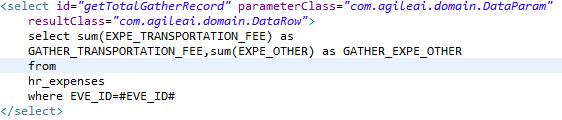 <select id="getTotalGatherRecord" parameterClass="com.agileai.domain.DataParam"
resultClass="com.agileai.domain.DataRow">
select sum(EXPE_TRANSPORTATION_FEE) as
GATHER_TRANSPORTATION_FEE,sum(EXPE_OTHER) as GATHER_EXPE_OTHER
from
hr_expenses
where EVE_ID=#EVE_ID#
</select>